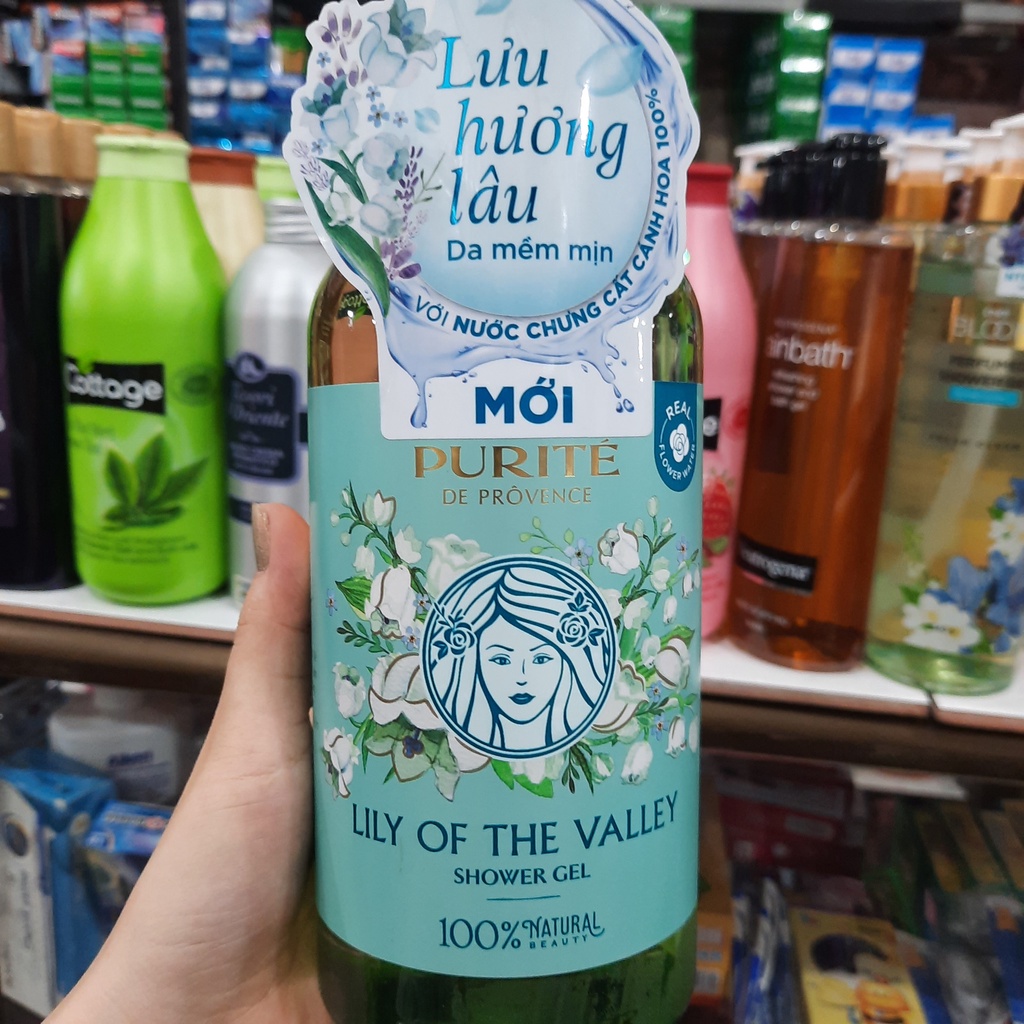 Lưu
hương
lâu
Da mềm mịn
VỚI NƯỚC CHƯNG CẤT CÁNH HOA 100%
MỚI
REAL
FLOWER WATER
PURITÉ
DE PRÔVENCE
LILY OF THE VALLEY
SHOWER GEL
100% NATURAL
BEAUTY
Cottage
inbath
Neutrogena